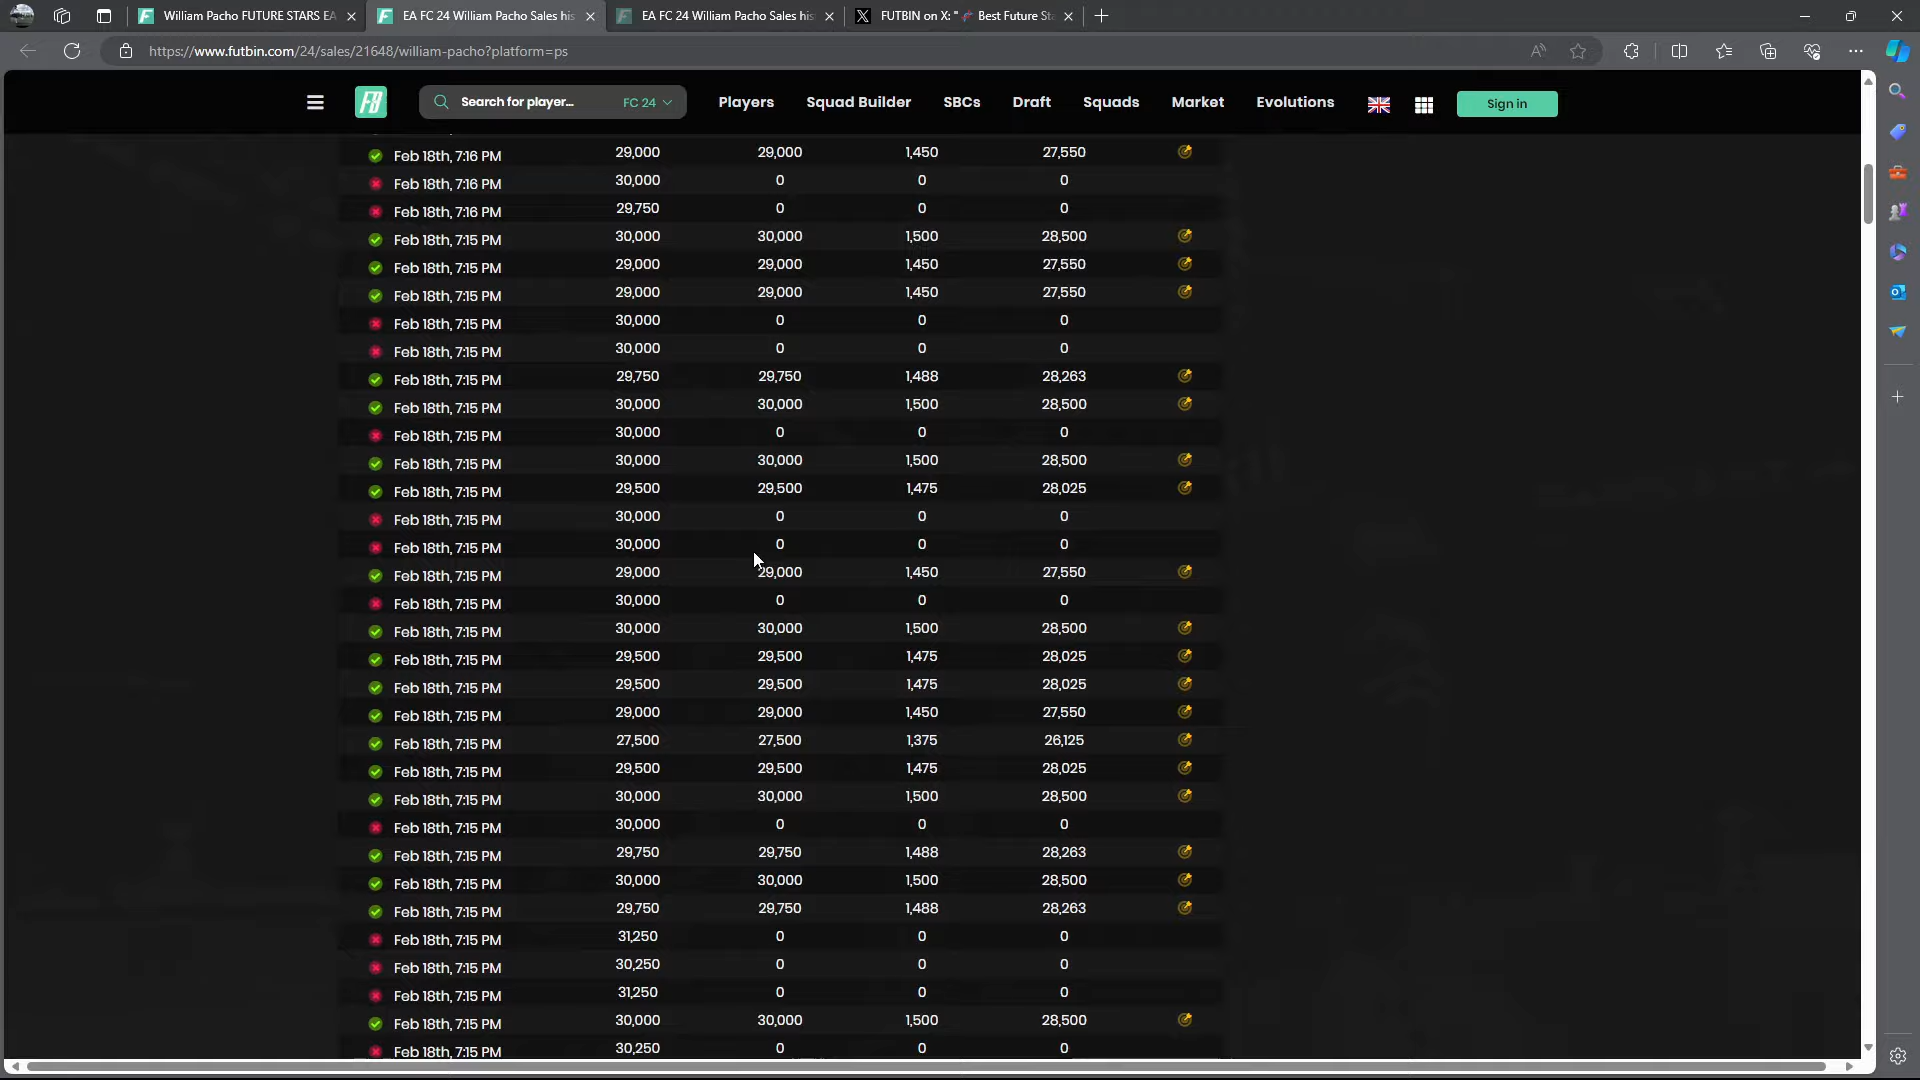 William Pacho FUTURE STARS EA
EA FC 24 William Pacho Sales his
EA FC 24 William Pacho Sales his
FUTBIN on X: "🧬 Best Future Sta
https://www.futbin.com/24/sales/21648/william-pacho?platform=ps
Search for player... FC 24
Players Squad Builder SBCs Draft Squads Market Evolutions
Sign in
Feb 18th, 7:16 PM 29,000 29,000 1,450 27,550
Feb 18th, 7:16 PM 30,000 0 0 0
Feb 18th, 7:16 PM 29,750 0 0 0
Feb 18th, 7:15 PM 30,000 30,000 1,500 28,500
Feb 18th, 7:15 PM 29,000 29,000 1,450 27,550
Feb 18th, 7:15 PM 29,000 29,000 1,450 27,550
Feb 18th, 7:15 PM 30,000 0 0 0
Feb 18th, 7:15 PM 30,000 0 0 0
Feb 18th, 7:15 PM 29,750 29,750 1,488 28,263
Feb 18th, 7:15 PM 30,000 30,000 1,500 28,500
Feb 18th, 7:15 PM 30,000 0 0 0
Feb 18th, 7:15 PM 30,000 30,000 1,500 28,500
Feb 18th, 7:15 PM 29,500 29,500 1,475 28,025
Feb 18th, 7:15 PM 30,000 0 0 0
Feb 18th, 7:15 PM 30,000 0 0 0
Feb 18th, 7:15 PM 29,000 29,000 1,450 27,550
Feb 18th, 7:15 PM 30,000 0 0 0
Feb 18th, 7:15 PM 30,000 30,000 1,500 28,500
Feb 18th, 7:15 PM 29,500 29,500 1,475 28,025
Feb 18th, 7:15 PM 29,500 29,500 1,475 28,025
Feb 18th, 7:15 PM 29,000 29,000 1,450 27,550
Feb 18th, 7:15 PM 27,500 27,500 1,375 26,125
Feb 18th, 7:15 PM 29,500 29,500 1,475 28,025
Feb 18th, 7:15 PM 30,000 30,000 1,500 28,500
Feb 18th, 7:15 PM 30,000 0 0 0
Feb 18th, 7:15 PM 29,750 29,750 1,488 28,263
Feb 18th, 7:15 PM 30,000 30,000 1,500 28,500
Feb 18th, 7:15 PM 29,750 29,750 1,488 28,263
Feb 18th, 7:15 PM 31,250 0 0 0
Feb 18th, 7:15 PM 30,250 0 0 0
Feb 18th, 7:15 PM 31,250 0 0 0
Feb 18th, 7:15 PM 30,000 30,000 1,500 28,500
Feb 18th, 7:15 PM 30,250 0 0 0